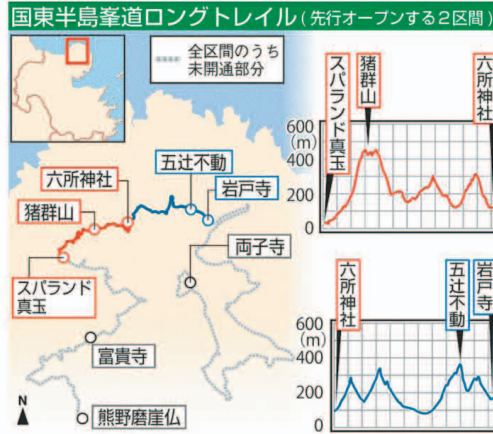 国東半島峯道ロングトレイル(先行オープンする2区間)
全区間のうち
未開通部分
五辻不動
六所神社
岩戸寺
猪群山
両子寺
スパランド
真玉
富貴寺
N
熊野磨崖仏
スパランド真玉
猪群山
六所神社
600
(m)
400
200
0
六所神社
五辻不動
岩戸寺
600
(m)
400
200
0